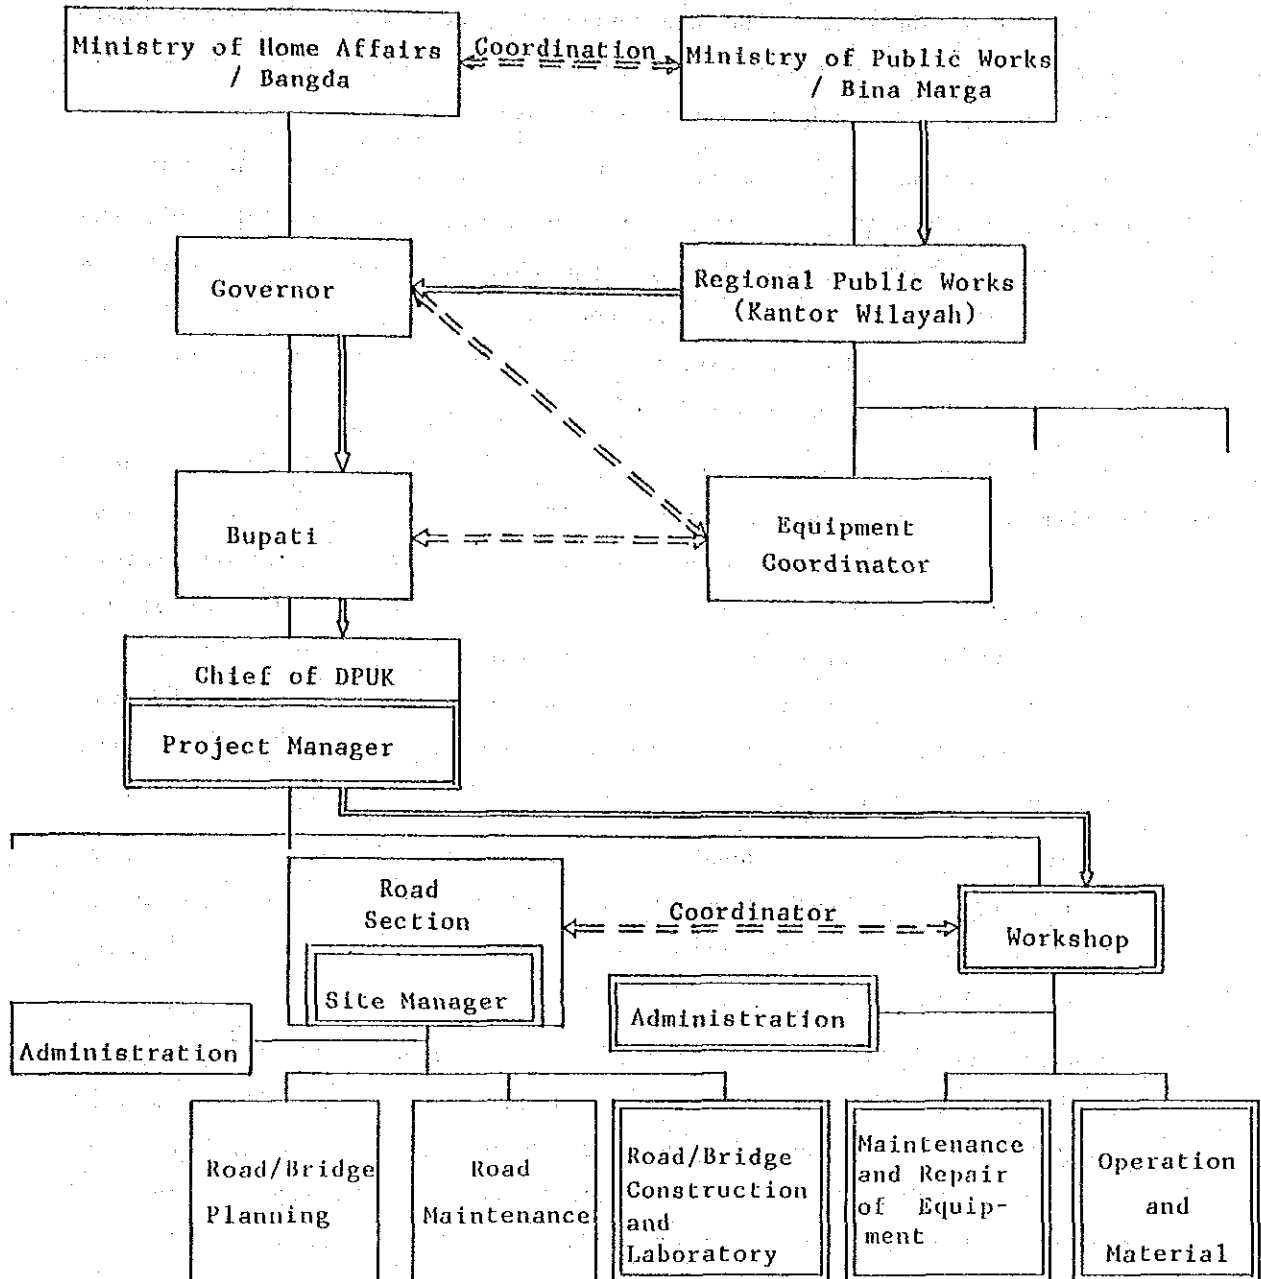 Ministry of Home Affairs
/ Bangda
Coordination
Ministry of Public Works
/ Bina Marga
Governor
Regional Public Works
(Kantor Wilayah)
Bupati
Equipment
Coordinator
Chief of DPUK
Project Manager
Road
Section
Site Manager
Coordinator
Workshop
Administration
Administration
Road/Bridge
Planning
Road
Maintenance
Road/Bridge
Construction
and
Laboratory
Maintenance
and Repair
of Equip-
ment
Operation
and
Material